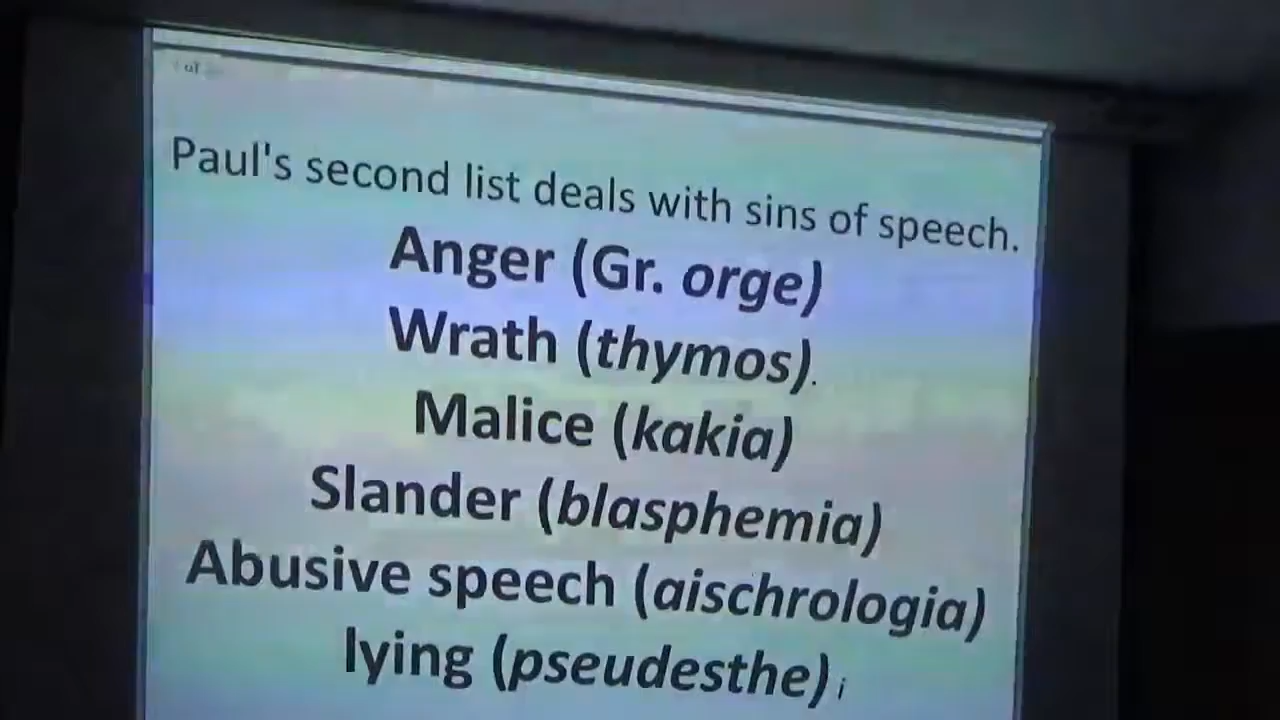 of
Paul's second list deals with sins of speech.
Anger (Gr. orge)
Wrath (thymos).
Malice (kakia)
Slander (blasphemia)
Abusive speech (aischrologia)
lying (pseudesthe) i